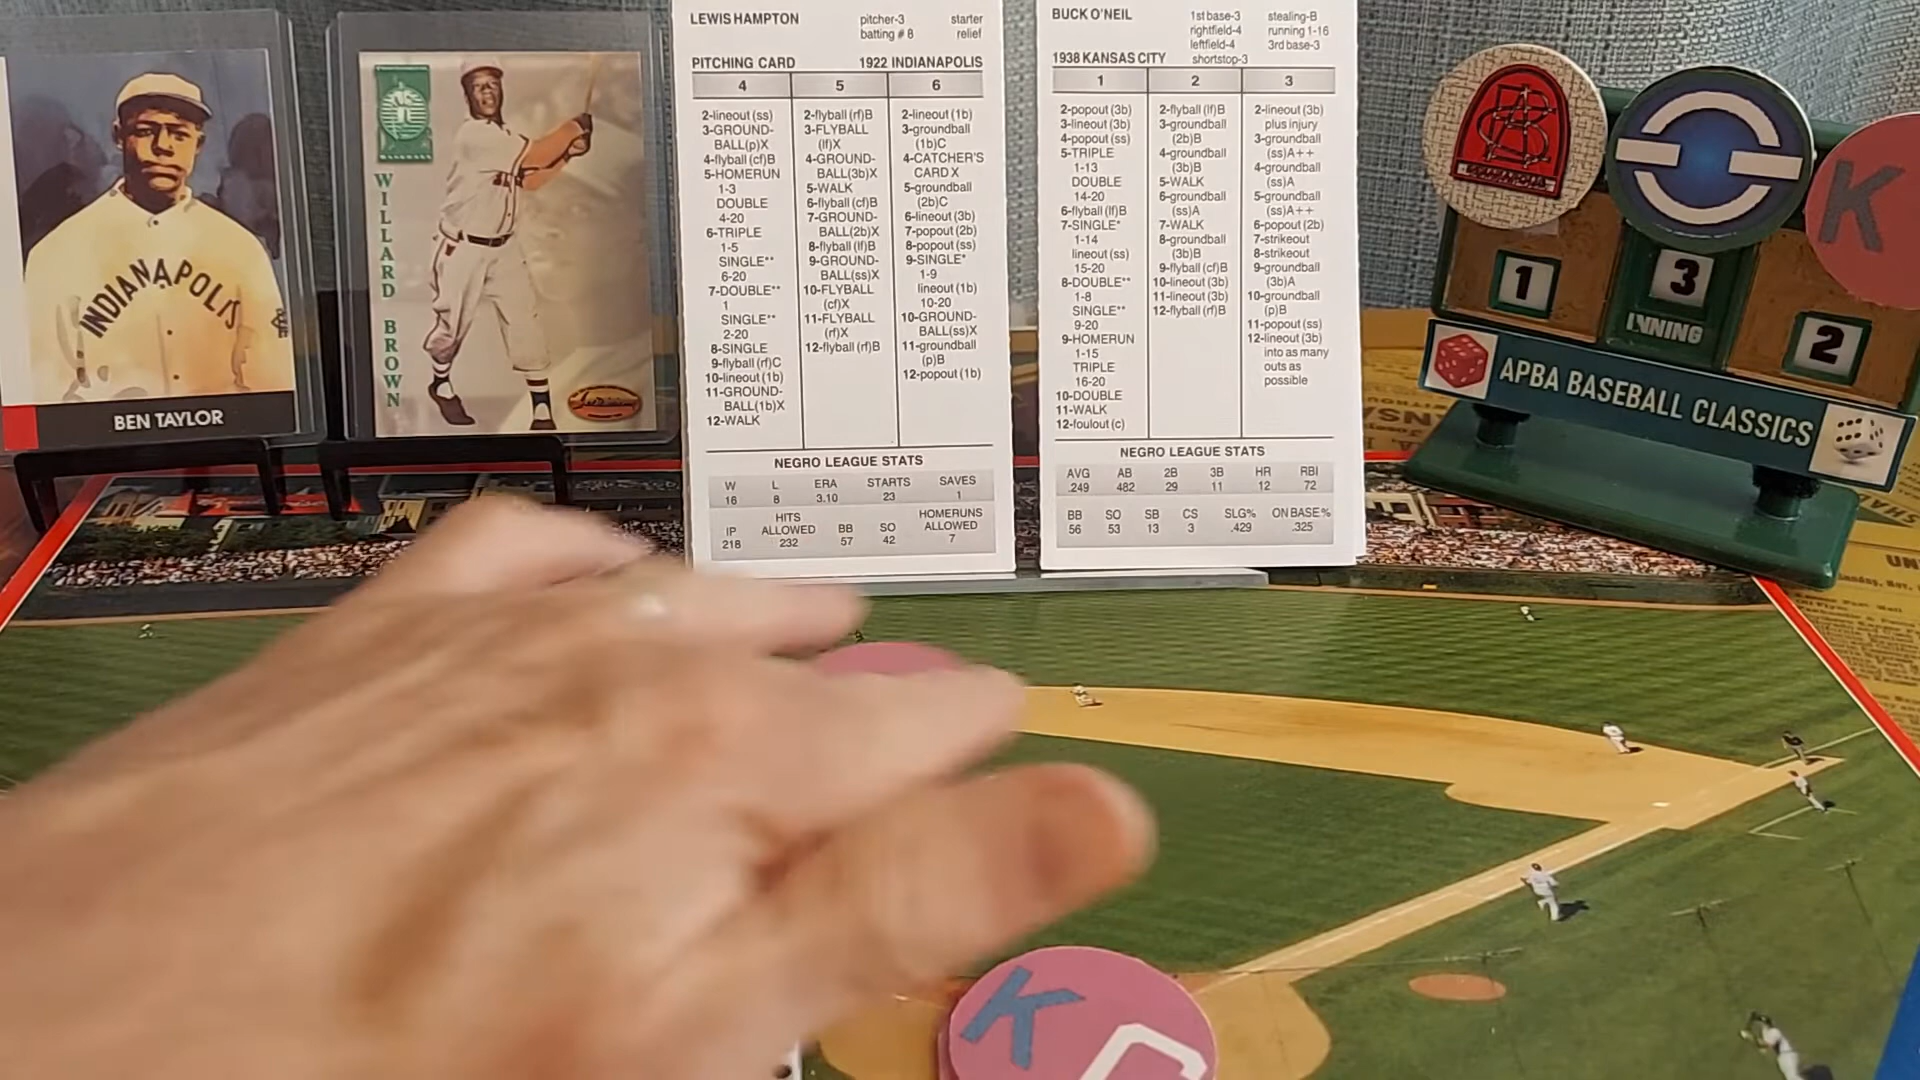 INDIANAPOLIS
BEN TAYLOR
WILLARD BROWN
LEWIS HAMPTON
pitcher-3 starter
batting # 8 relief
PITCHING CARD 1922 INDIANAPOLIS
4 5 6
2-lineout (ss)
3-GROUND-
BALL(p)X
4-flyball (cf)B
5-HOMERUN
1-3
DOUBLE
4-20
6-TRIPLE
1-5
SINGLE**
6-20
7-DOUBLE**
1
SINGLE**
2-20
8-SINGLE
9-flyball (rf)C
10-lineout (1b)
11-GROUND-
BALL(1b)X
12-WALK
2-flyball (rf)B
3-FLYBALL
(lf)X
4-GROUND-
BALL(3b)X
5-WALK
6-flyball (cf)B
7-GROUND-
BALL(2b)X
8-flyball (lf)B
9-GROUND-
BALL(ss)X
10-FLYBALL
(cf)X
11-FLYBALL
(rf)X
12-flyball (rf)B
2-lineout (1b)
3-groundball
(1b)C
4-CATCHER'S
CARD X
5-groundball
(2b)C
6-lineout (3b)
7-popout (2b)
8-popout (ss)
9-SINGLE*
1-9
lineout (1b)
10-20
10-GROUND-
BALL(ss)X
11-groundball
(p)B
12-popout (1b)
NEGRO LEAGUE STATS
W L ERA STARTS SAVES
16 8 3.10 23 1
IP HITS ALLOWED BB SO HOMERUNS ALLOWED
218 232 57 42 7
BUCK O'NEIL
1st base-3 stealing-B
rightfield-4 running 1-16
leftfield-4 3rd base-3
shortstop-3
1938 KANSAS CITY
1 2 3
2-popout (3b)
3-lineout (3b)
4-popout (ss)
5-TRIPLE
1-13
DOUBLE
14-20
6-flyball (lf)B
7-SINGLE*
1-14
lineout (ss)
15-20
8-DOUBLE**
1-8
SINGLE**
9-20
9-HOMERUN
1-15
TRIPLE
16-20
10-DOUBLE
11-WALK
12-foulout (c)
2-flyball (lf)B
3-groundball
(2b)B
4-groundball
(3b)B
5-WALK
6-groundball
(ss)A
7-WALK
8-groundball
(3b)B
9-flyball (cf)B
10-lineout (3b)
11-lineout (3b)
12-flyball (rf)B
2-lineout (3b)
plus injury
3-groundball
(ss)A++
4-groundball
(ss)A
5-groundball
(ss)A++
6-popout (2b)
7-strikeout
8-strikeout
9-groundball
(3b)A
10-groundball
(p)B
11-popout (ss)
12-lineout (3b)
into as many
outs as
possible
NEGRO LEAGUE STATS
AVG AB 2B 3B HR RBI
.249 482 29 11 12 72
BB SO SB CS SLG% ON BASE%
56 53 13 3 .429 .325
K
1 3 2
INNING
APBA BASEBALL CLASSICS
K C